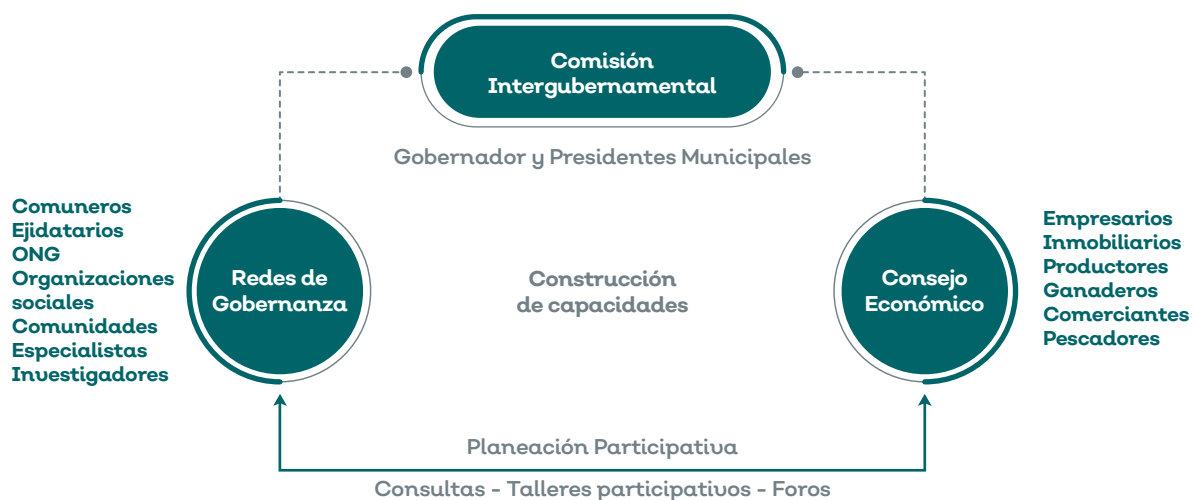 Comisión
Intergubernamental
Gobernador y Presidentes Municipales
Comuneros
Ejidatarios
ONG
Organizaciones
sociales
Comunidades
Especialistas
Investigadores
Redes de
Gobernanza
Construcción
de capacidades
Consejo
Económico
Empresarios
Inmobiliarios
Productores
Ganaderos
Comerciantes
Pescadores
Planeación Participativa
Consultas - Talleres participativos - Foros